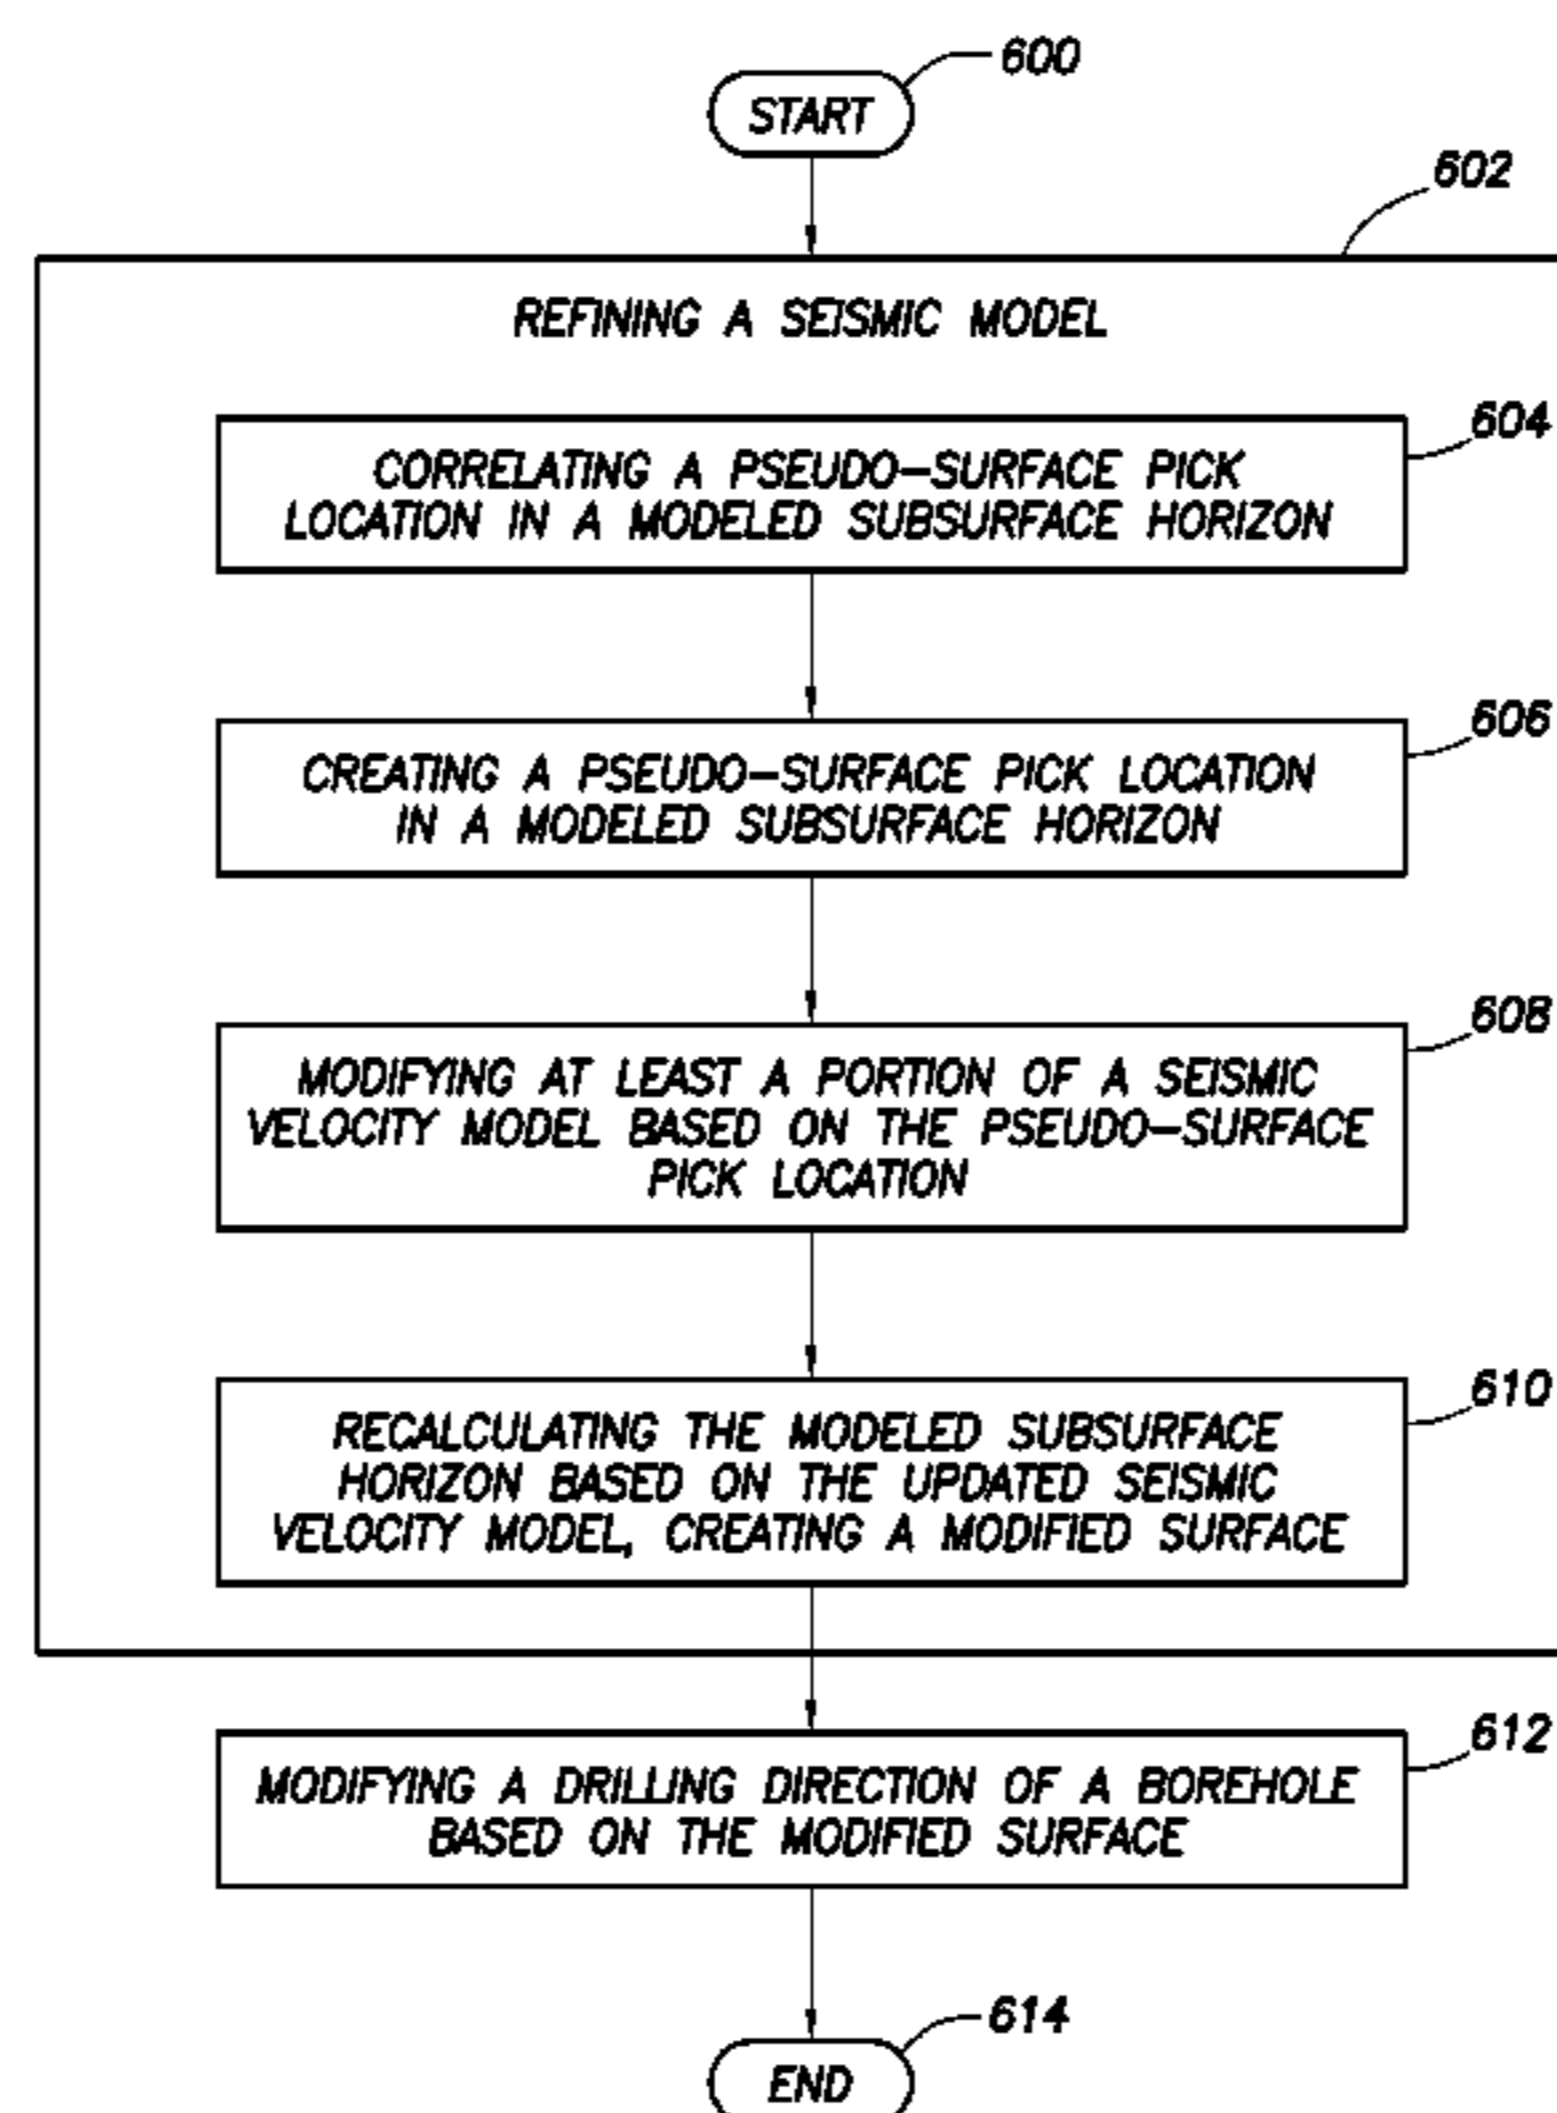 600
START
602
REFINING A SEISMIC MODEL
604
CORRELATING A PSEUDO-SURFACE PICK
LOCATION IN A MODELED SUBSURFACE HORIZON
606
CREATING A PSEUDO-SURFACE PICK LOCATION
IN A MODELED SUBSURFACE HORIZON
608
MODIFYING AT LEAST A PORTION OF A SEISMIC
VELOCITY MODEL BASED ON THE PSEUDO-SURFACE
PICK LOCATION
610
RECALCULATING THE MODELED SUBSURFACE
HORIZON BASED ON THE UPDATED SEISMIC
VELOCITY MODEL, CREATING A MODIFIED SURFACE
612
MODIFYING A DRILLING DIRECTION OF A BOREHOLE
BASED ON THE MODIFIED SURFACE
614
END